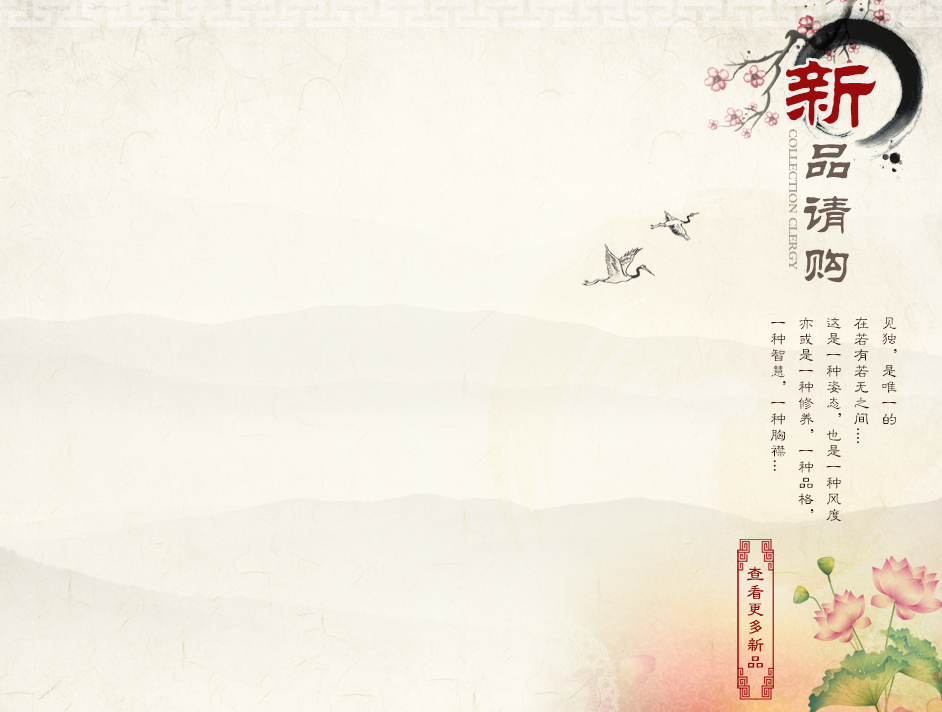 新品请购
COLLECTION CLERGY
见独，是唯一的
在若有若无之间…
这是一种姿态，也是一种风度
亦或是一种修养，一种品格，
一种智慧，一种胸襟…
查看更多新品